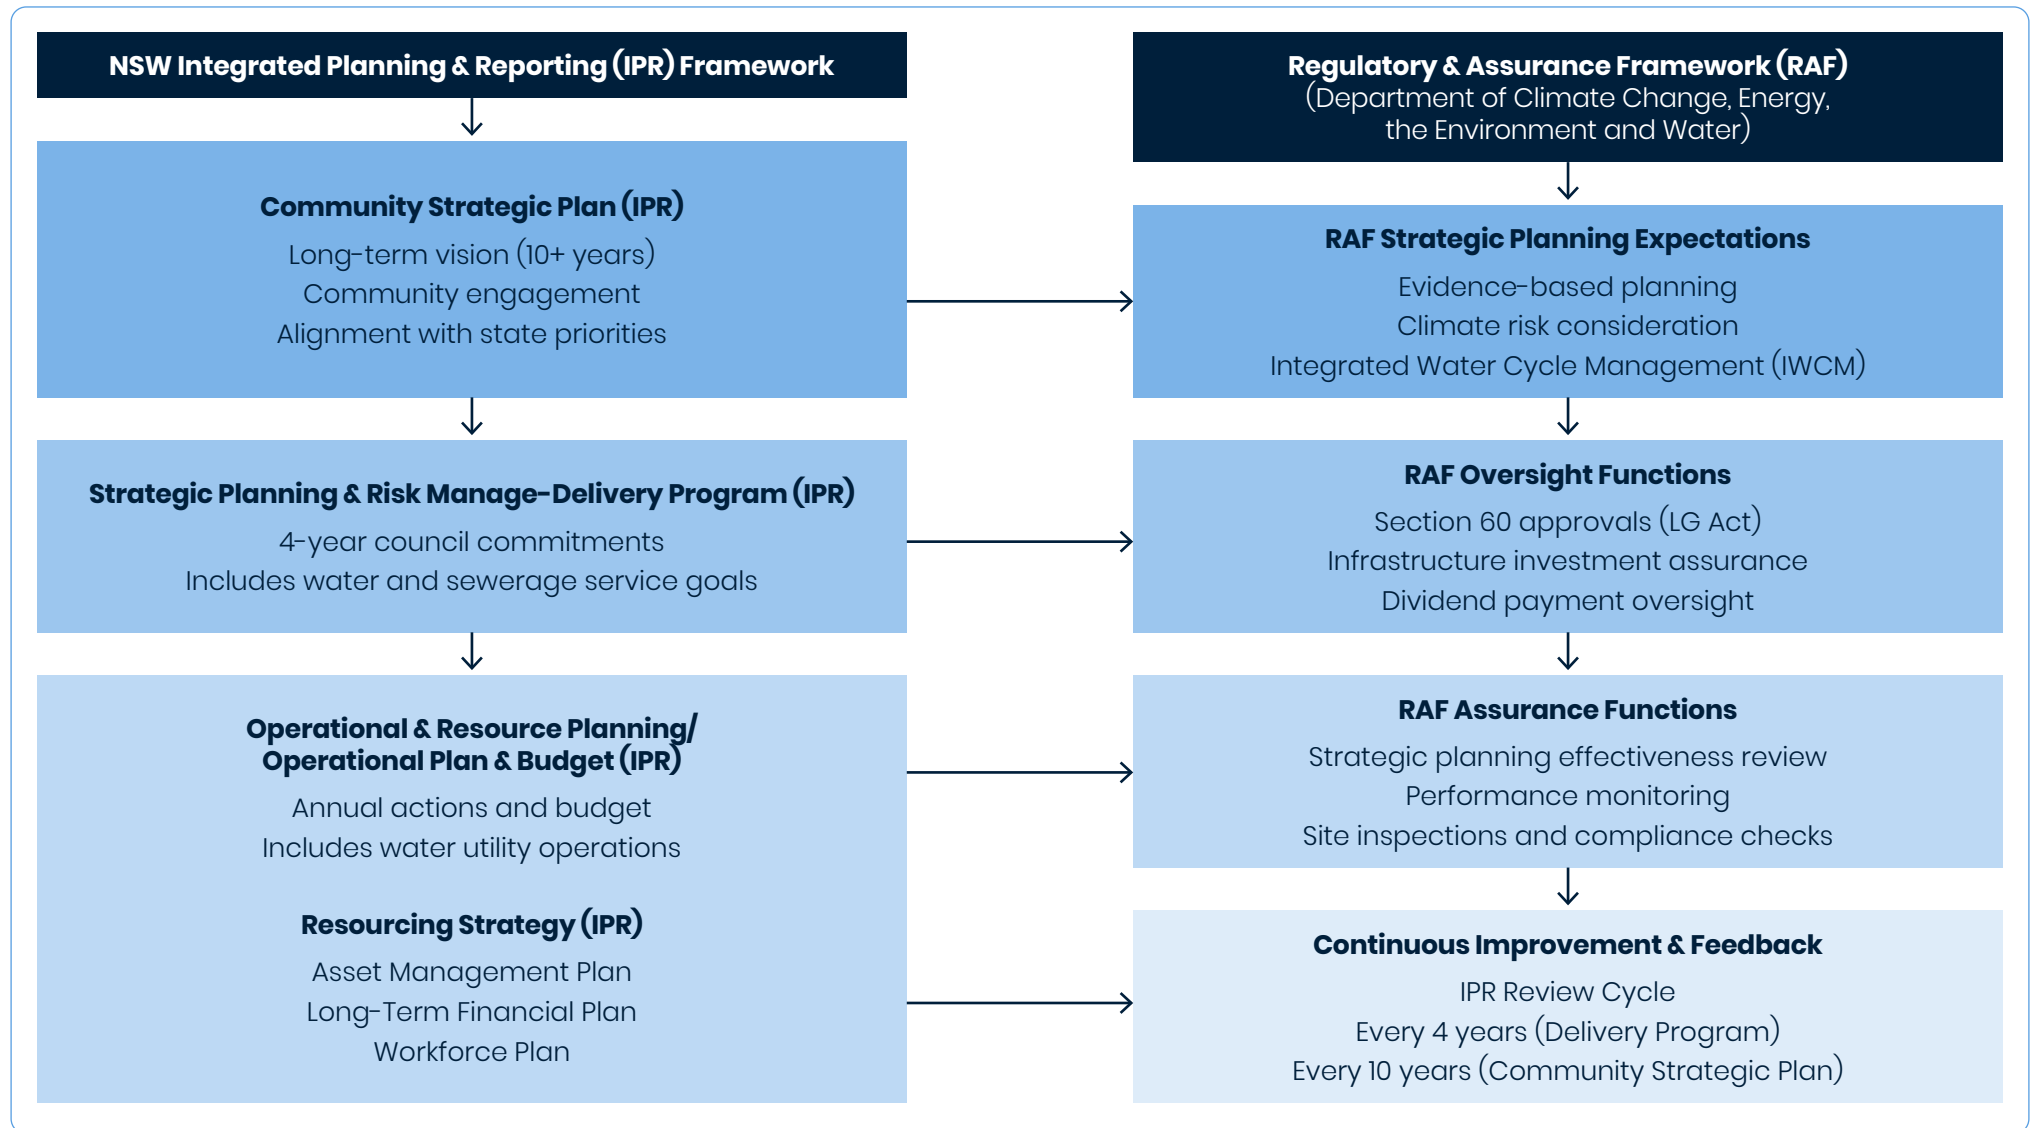 NSW Integrated Planning & Reporting (IPR) Framework
Community Strategic Plan (IPR)
Long-term vision (10+ years)
Community engagement
Alignment with state priorities
Strategic Planning & Risk Manage-Delivery Program (IPR)
4-year council commitments
Includes water and sewerage service goals
Operational & Resource Planning/
Operational Plan & Budget (IPR)
Annual actions and budget
Includes water utility operations
Resourcing Strategy (IPR)
Asset Management Plan
Long-Term Financial Plan
Workforce Plan
Regulatory & Assurance Framework (RAF)
(Department of Climate Change, Energy,
the Environment and Water)
RAF Strategic Planning Expectations
Evidence-based planning
Climate risk consideration
Integrated Water Cycle Management (IWCM)
RAF Oversight Functions
Section 60 approvals (LG Act)
Infrastructure investment assurance
Dividend payment oversight
RAF Assurance Functions
Strategic planning effectiveness review
Performance monitoring
Site inspections and compliance checks
Continuous Improvement & Feedback
IPR Review Cycle
Every 4 years (Delivery Program)
Every 10 years (Community Strategic Plan)